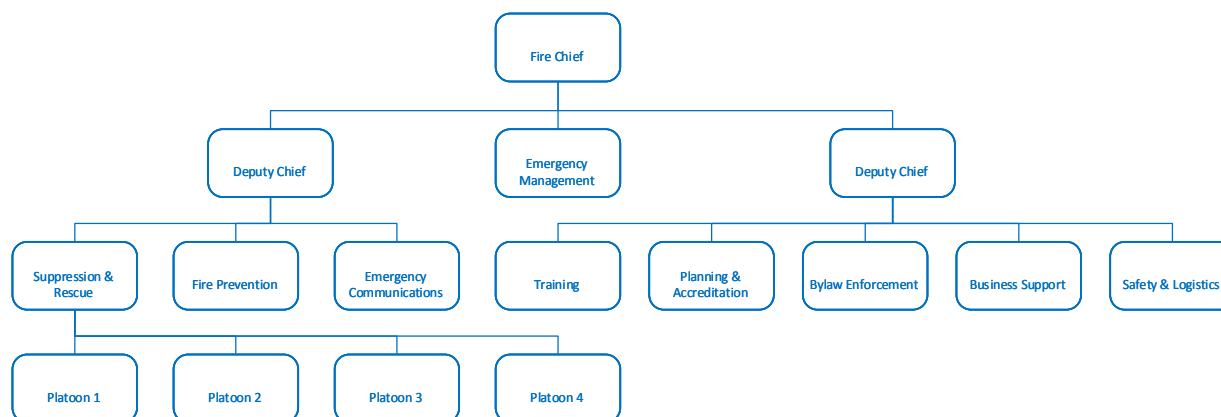 Fire Chief
Deputy Chief
Emergency
Management
Deputy Chief
Suppression &
Rescue
Fire Prevention
Emergency
Communications
Training
Planning &
Accreditation
Bylaw Enforcement
Business Support
Safety & Logistics
Platoon 1
Platoon 2
Platoon 3
Platoon 4